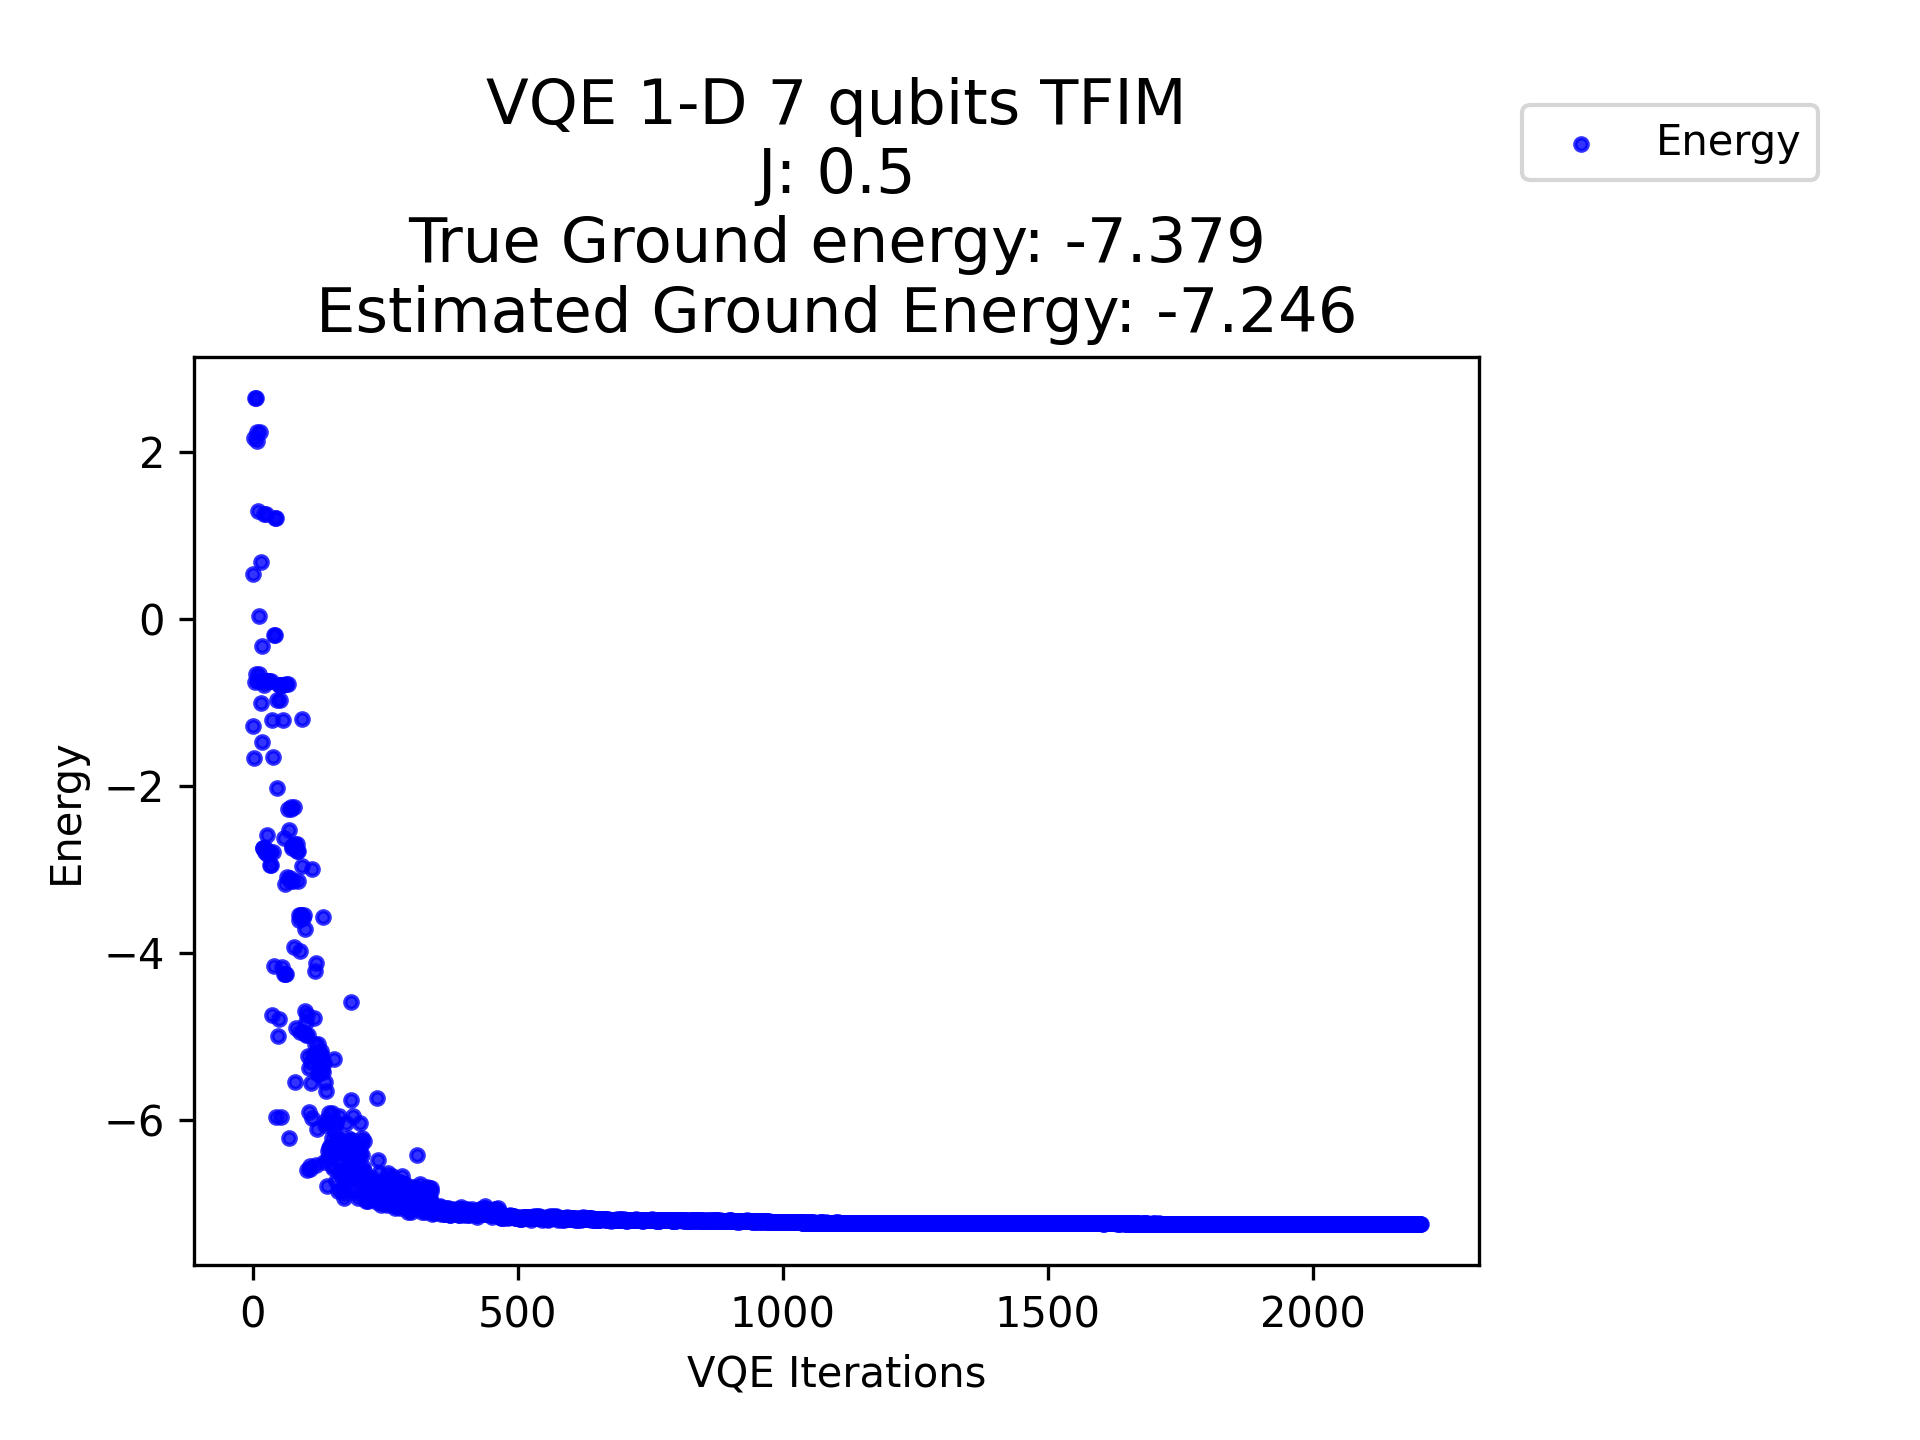 VQE 1-D 7 qubits TFIM
J: 0.5
True Ground energy: -7.379
Estimated Ground Energy: -7.246
Energy
2
0
−2
−4
−6
Energy
0 500 1000 1500 2000
VQE Iterations